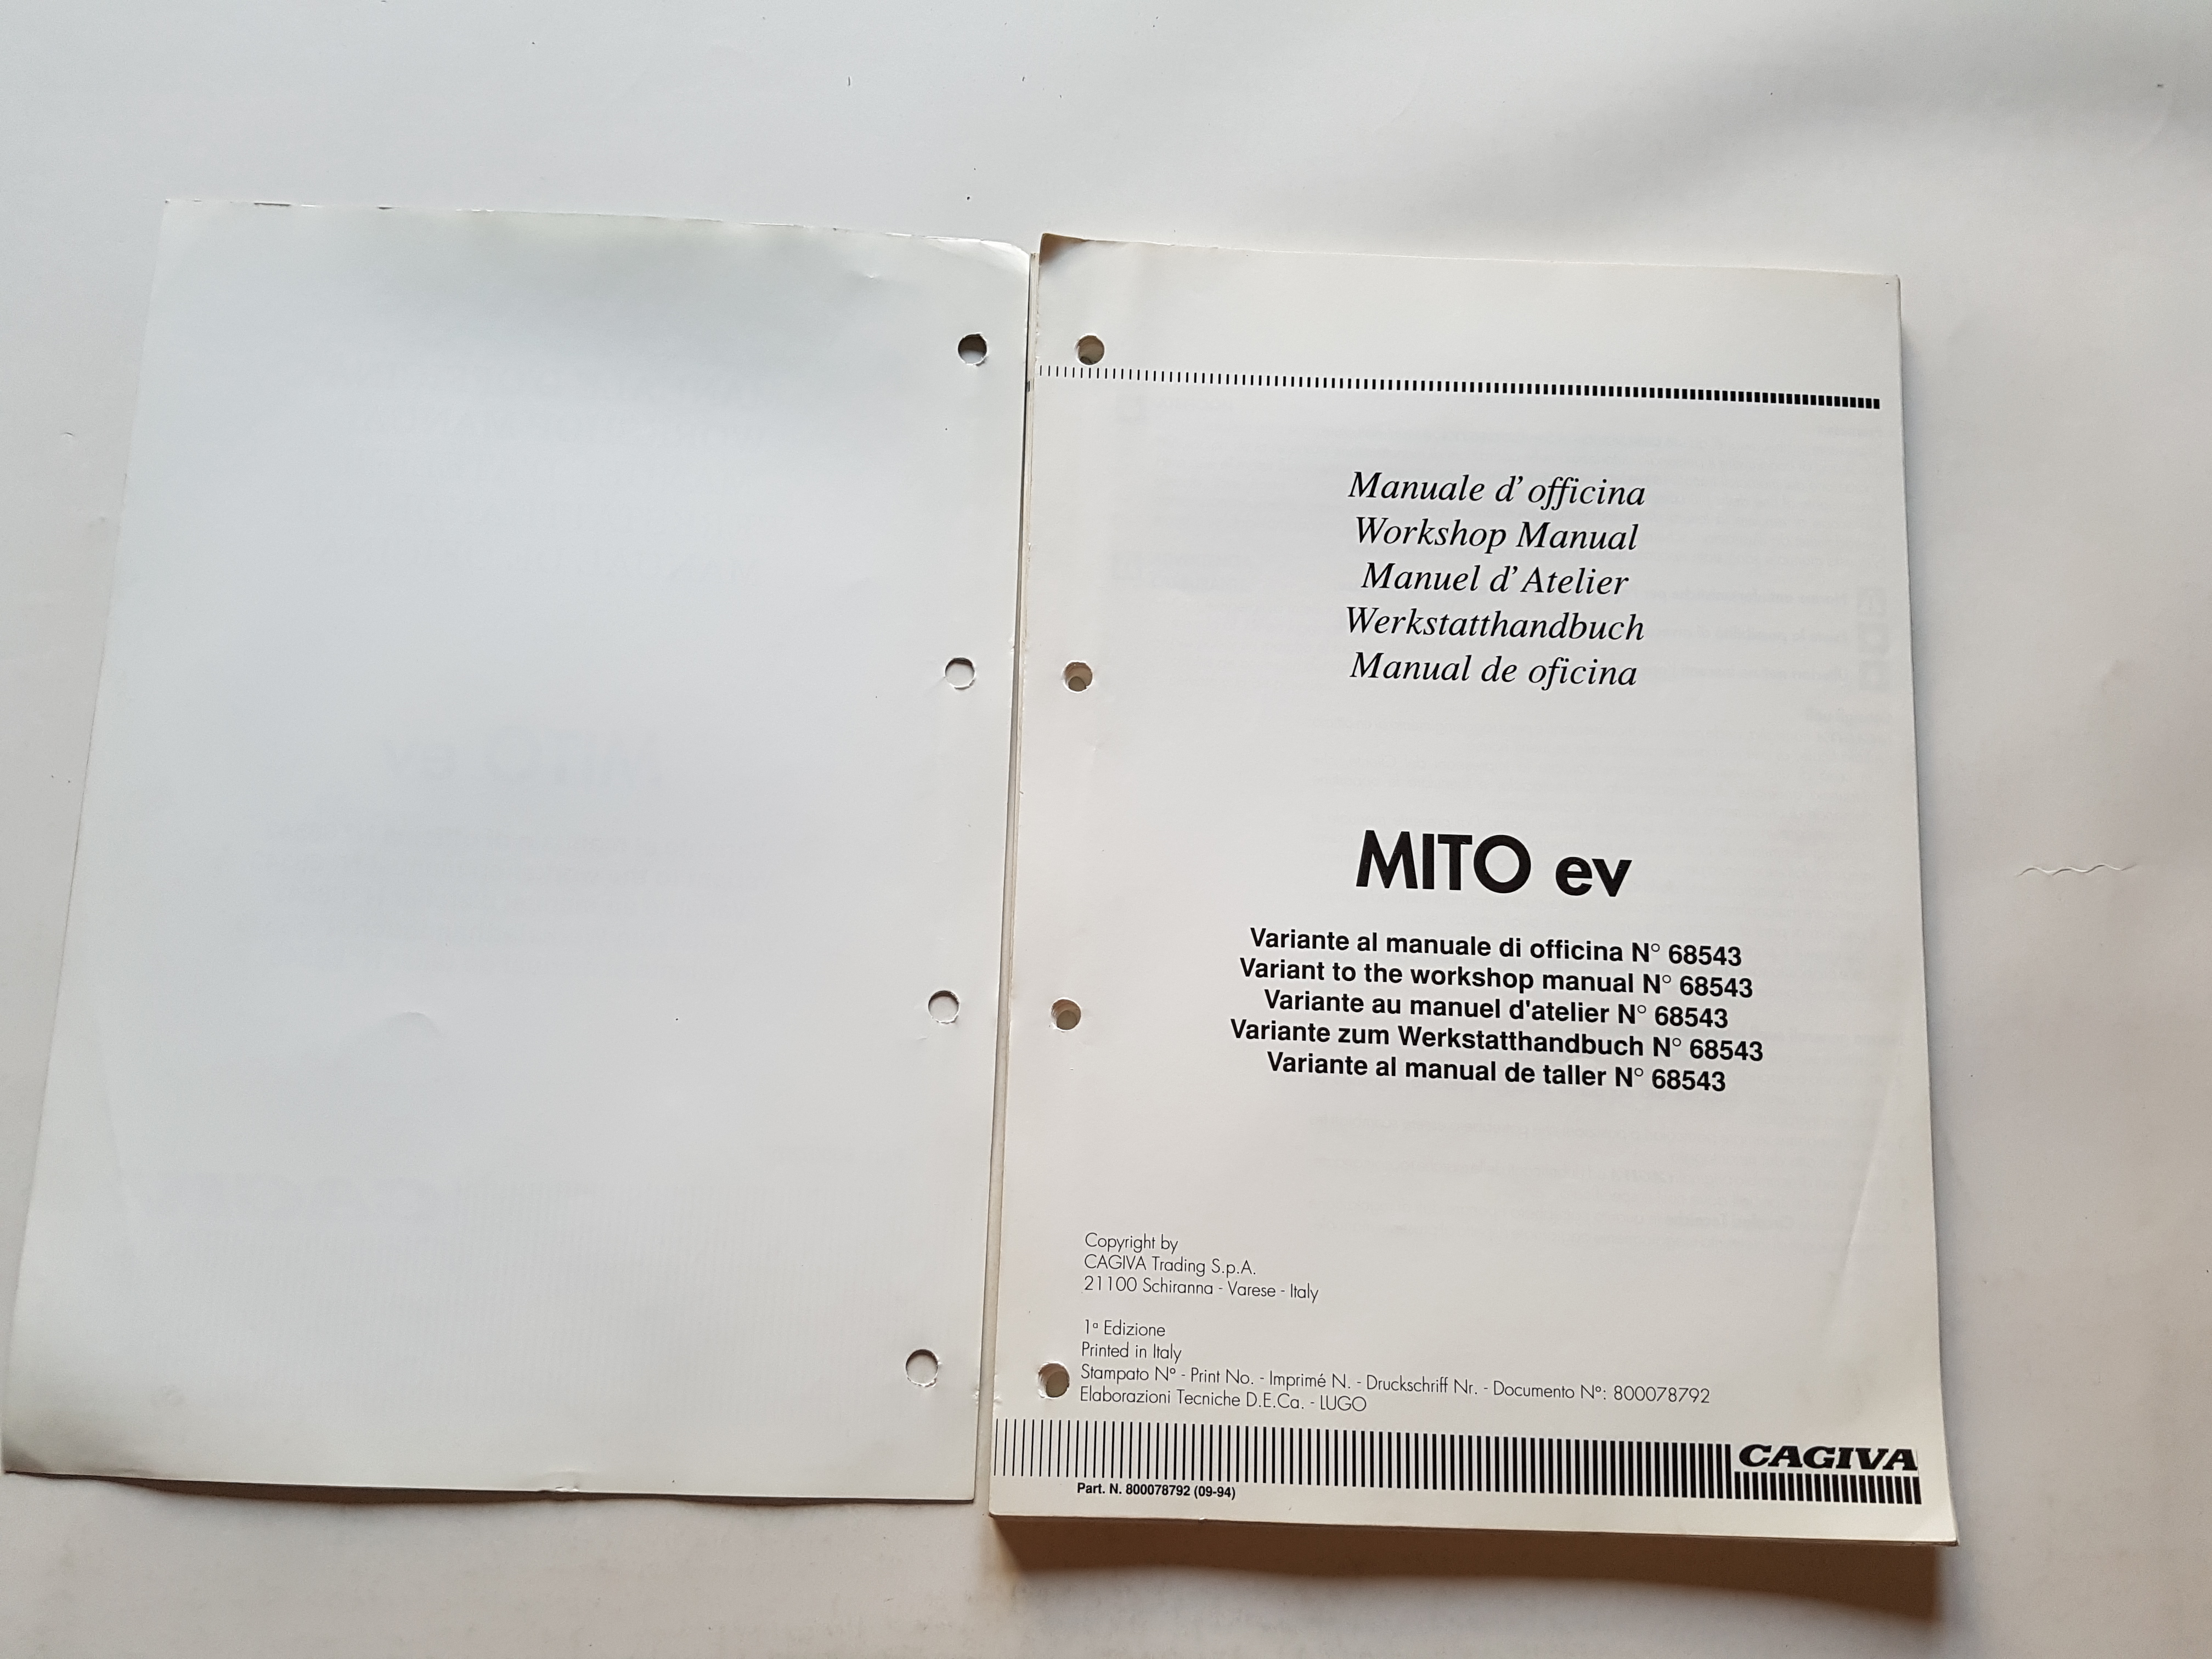 Manuale d'officina
Workshop Manual
Manuel d'Atelier
Werkstatthandbuch
Manual de oficina
MITO ev
Variante al manuale di officina N° 68543
Variant to the workshop manual N° 68543
Variante au manuel d'atelier N° 68543
Variante zum Werkstatthandbuch N° 68543
Variante al manual de taller N° 68543
Copyright by
CAGIVA Trading S.p.A.
21100 Schiranna - Varese - Italy
1ª Edizione
Printed in Italy
Stampato N° - Print No. - Imprimé N. - Druckschriff Nr. - Documento N°: 800078792
Elaborazioni Tecniche D.E.Ca. - LUGO
CAGIVA
Part. N. 800078792 (09-94)